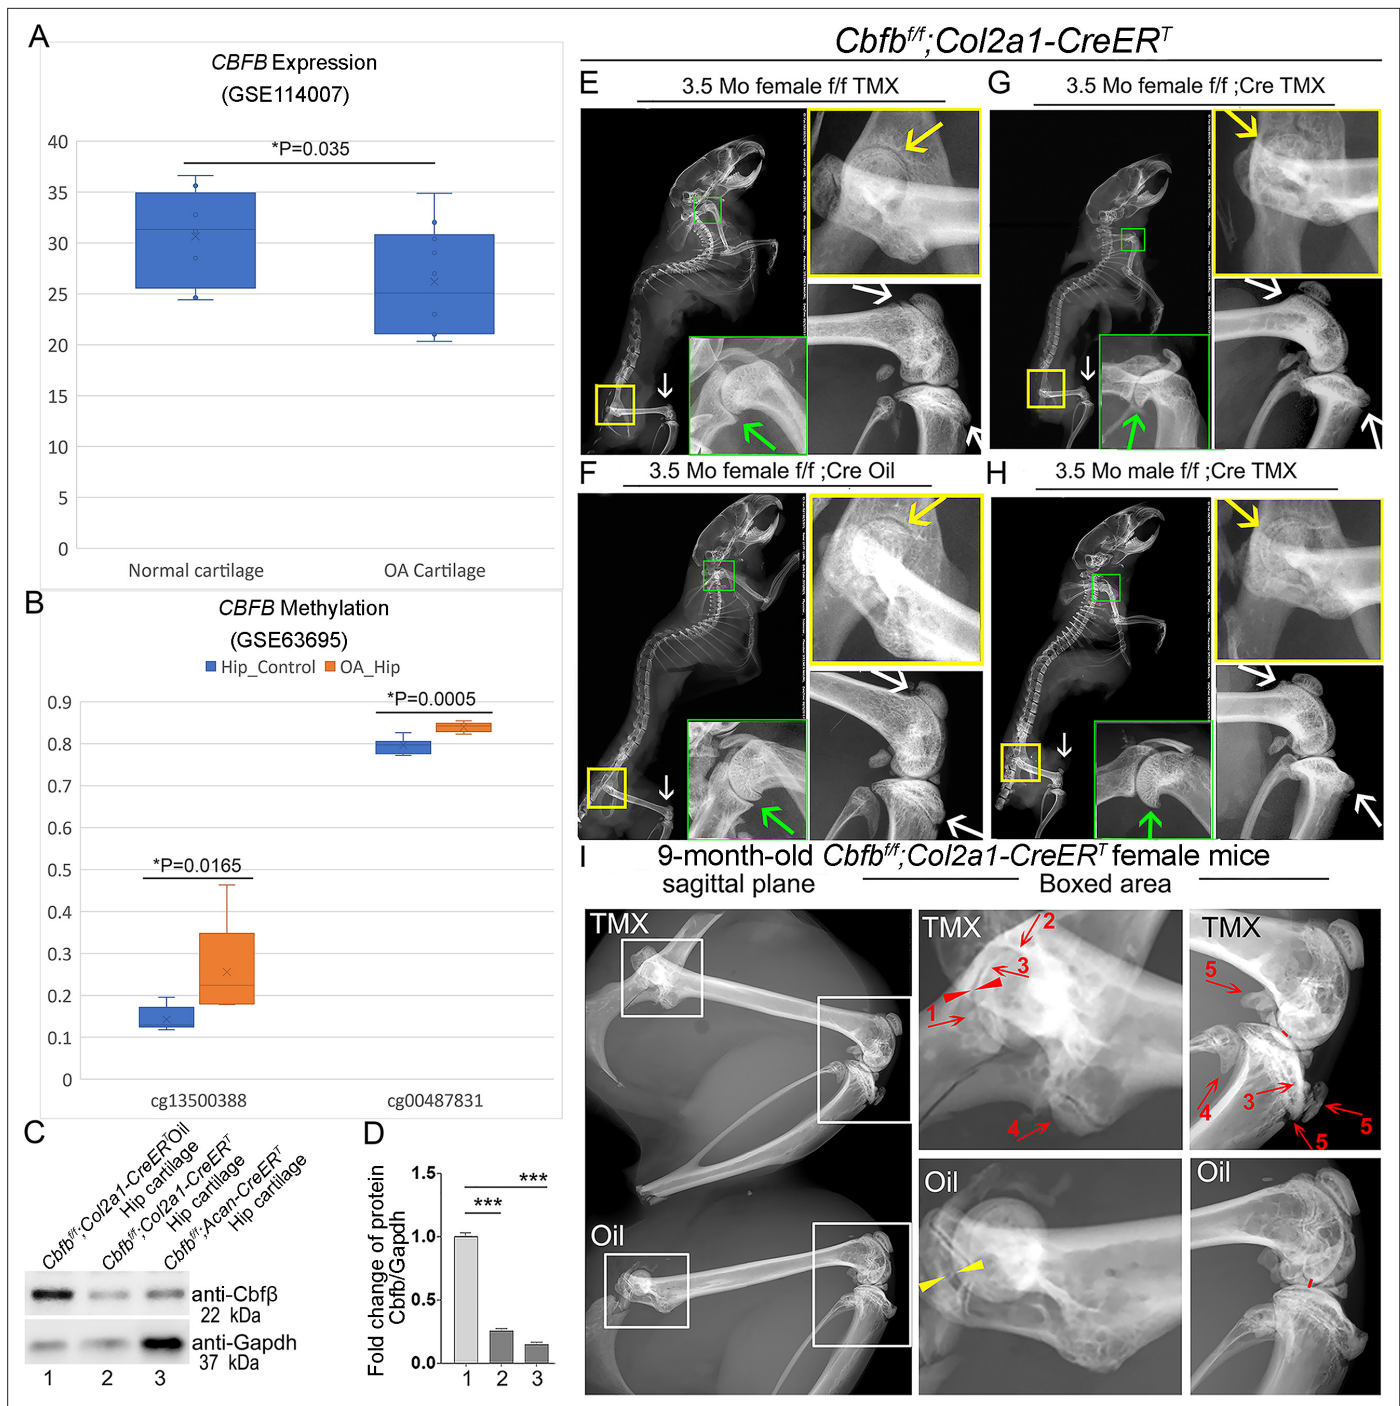 A
CBFB Expression
(GSE114007)
40
35
30
25
20
15
10
5
0
*P=0.035
Normal cartilage
OA Cartilage
B
CBFB Methylation
(GSE63695)
Hip_Control
OA_Hip
0.9
0.8
0.7
0.6
0.5
0.4
0.3
0.2
0.1
0
*P=0.0165
*P=0.0005
cg13500388
cg00487831
C
Cbfbf/f;Col2a1-CreERTOil
Hip cartilage
Cbfbf/f;Col2a1-CreERT
Hip cartilage
Cbfbf/f;Acan-CreERT
Hip cartilage
anti-Cbfβ
22 kDa
anti-Gapdh
37 kDa
1 2 3
D
Fold change of protein
Cbfb/Gapdh
1.5
1.0
0.5
0.0
***
***
1 2 3
Cbfbf/f;Col2a1-CreERT
E
3.5 Mo female f/f TMX
G
3.5 Mo female f/f ;Cre TMX
F
3.5 Mo female f/f ;Cre Oil
H
3.5 Mo male f/f ;Cre TMX
I
9-month-old Cbfbf/f;Col2a1-CreERT female mice
sagittal plane
Boxed area
TMX
Oil
TMX
2
3
1
4
TMX
5
4
3
5
5
Oil
Oil